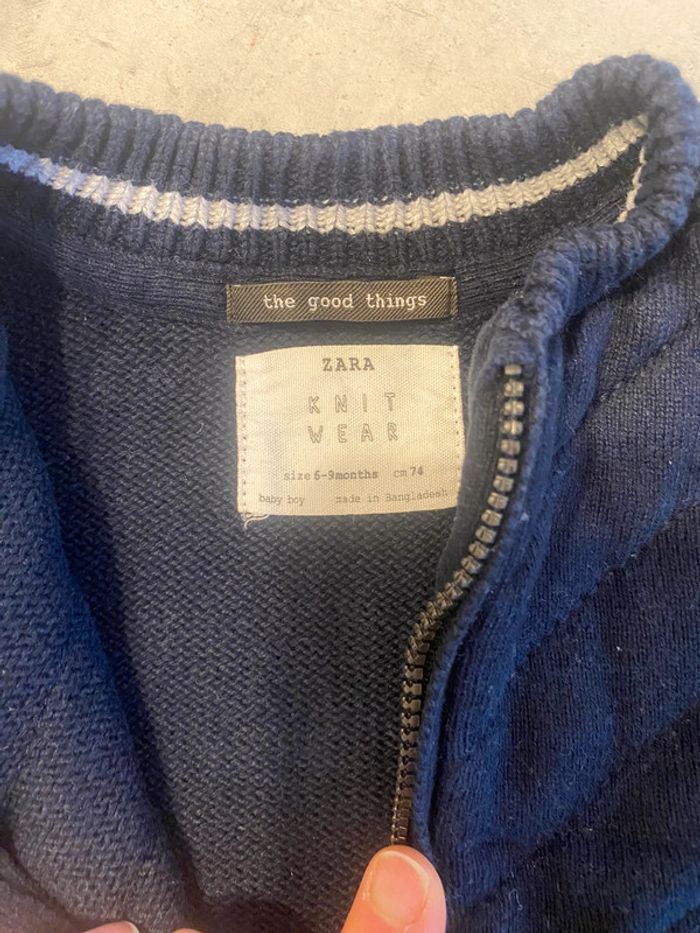 the good things
ZARA
KNIT
WEAR
size 6-9months cm 74
baby boy made in Bangladesh